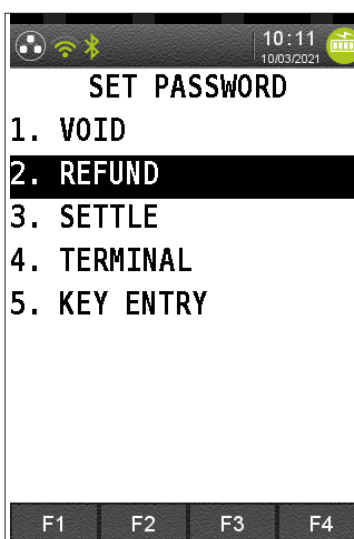 10:11
10/03/2021
SET PASSWORD
1. VOID
2. REFUND
3. SETTLE
4. TERMINAL
5. KEY ENTRY
F1 F2 F3 F4